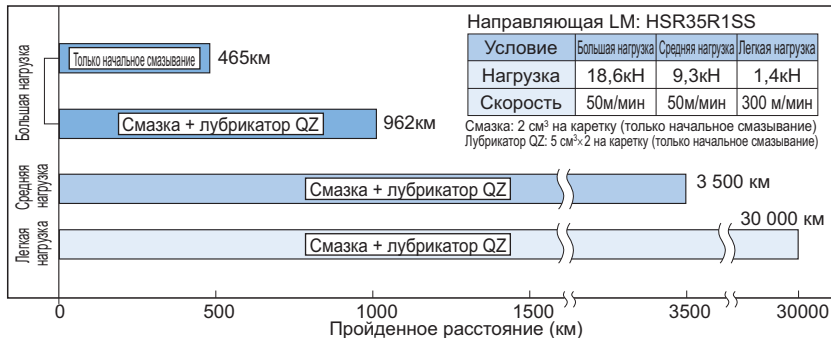 Направляющая LM: HSR35R1SS
Условие Большая нагрузка Средняя нагрузка Легкая нагрузка
Нагрузка 18,6кН 9,3кН 1,4кН
Скорость 50м/мин 50м/мин 300 м/мин
Смазка: 2 см³ на каретку (только начальное смазывание)
Лубрикатор QZ: 5 см³×2 на каретку (только начальное смазывание)
Большая нагрузка
Только начальное смазывание 465км
Смазка + лубрикатор QZ 962км
Средняя
нагрузка
Смазка + лубрикатор QZ 3 500 км
Легкая
нагрузка
Смазка + лубрикатор QZ 30 000 км
0 500 1000 1500 3500 30000
Пройденное расстояние (км)